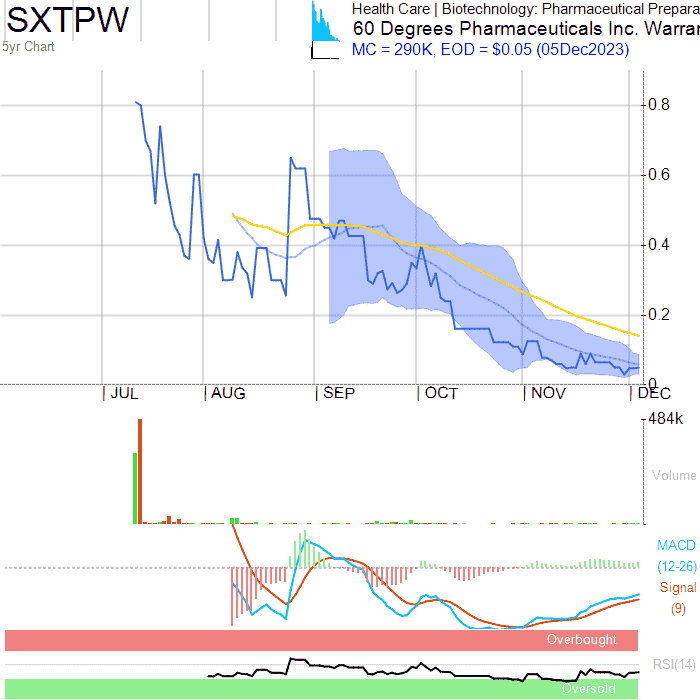 SXTPW
5yr Chart
Health Care | Biotechnology: Pharmaceutical Prepara
60 Degrees Pharmaceuticals Inc. Warran
MC = 290K, EOD = $0.05 (05Dec2023)
0.8
0.6
0.4
0.2
0
JUL
AUG
SEP
OCT
NOV
DEC
484k
Volume
MACD
(12-26)
Signal
(9)
Overbought
RSI(14)
Oversold